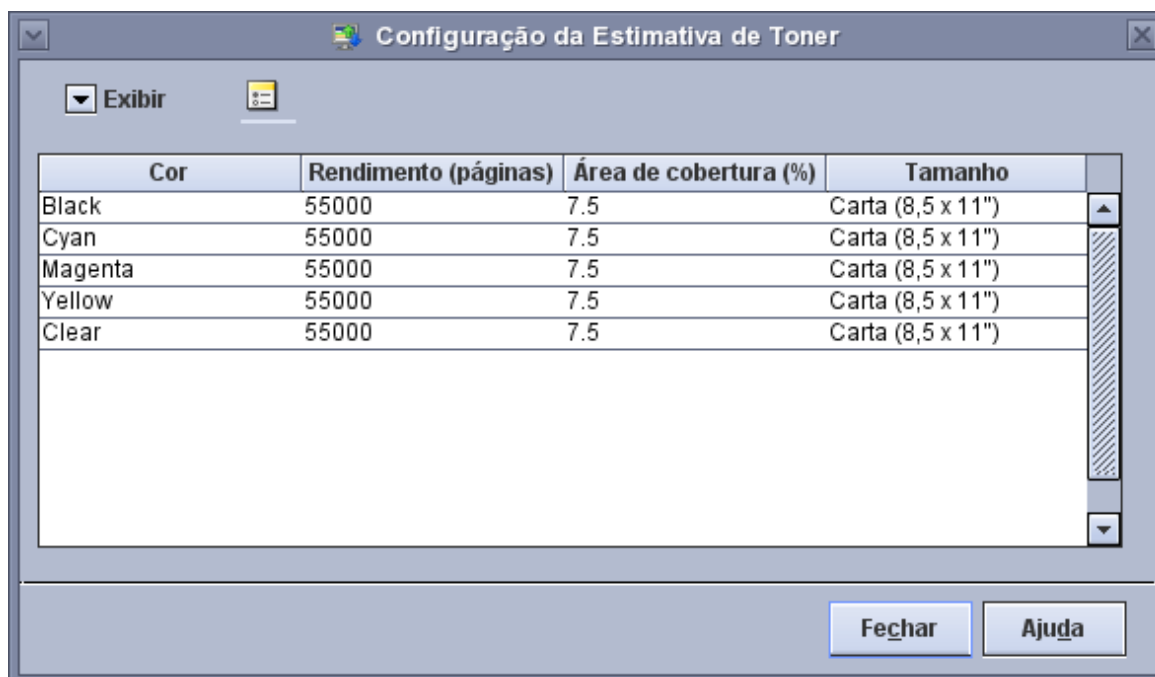 Configuração da Estimativa de Toner
Exibir
Cor Rendimento (páginas) Área de cobertura (%) Tamanho
Black 55000 7.5 Carta (8,5 x 11")
Cyan 55000 7.5 Carta (8,5 x 11")
Magenta 55000 7.5 Carta (8,5 x 11")
Yellow 55000 7.5 Carta (8,5 x 11")
Clear 55000 7.5 Carta (8,5 x 11")
Fechar Ajuda